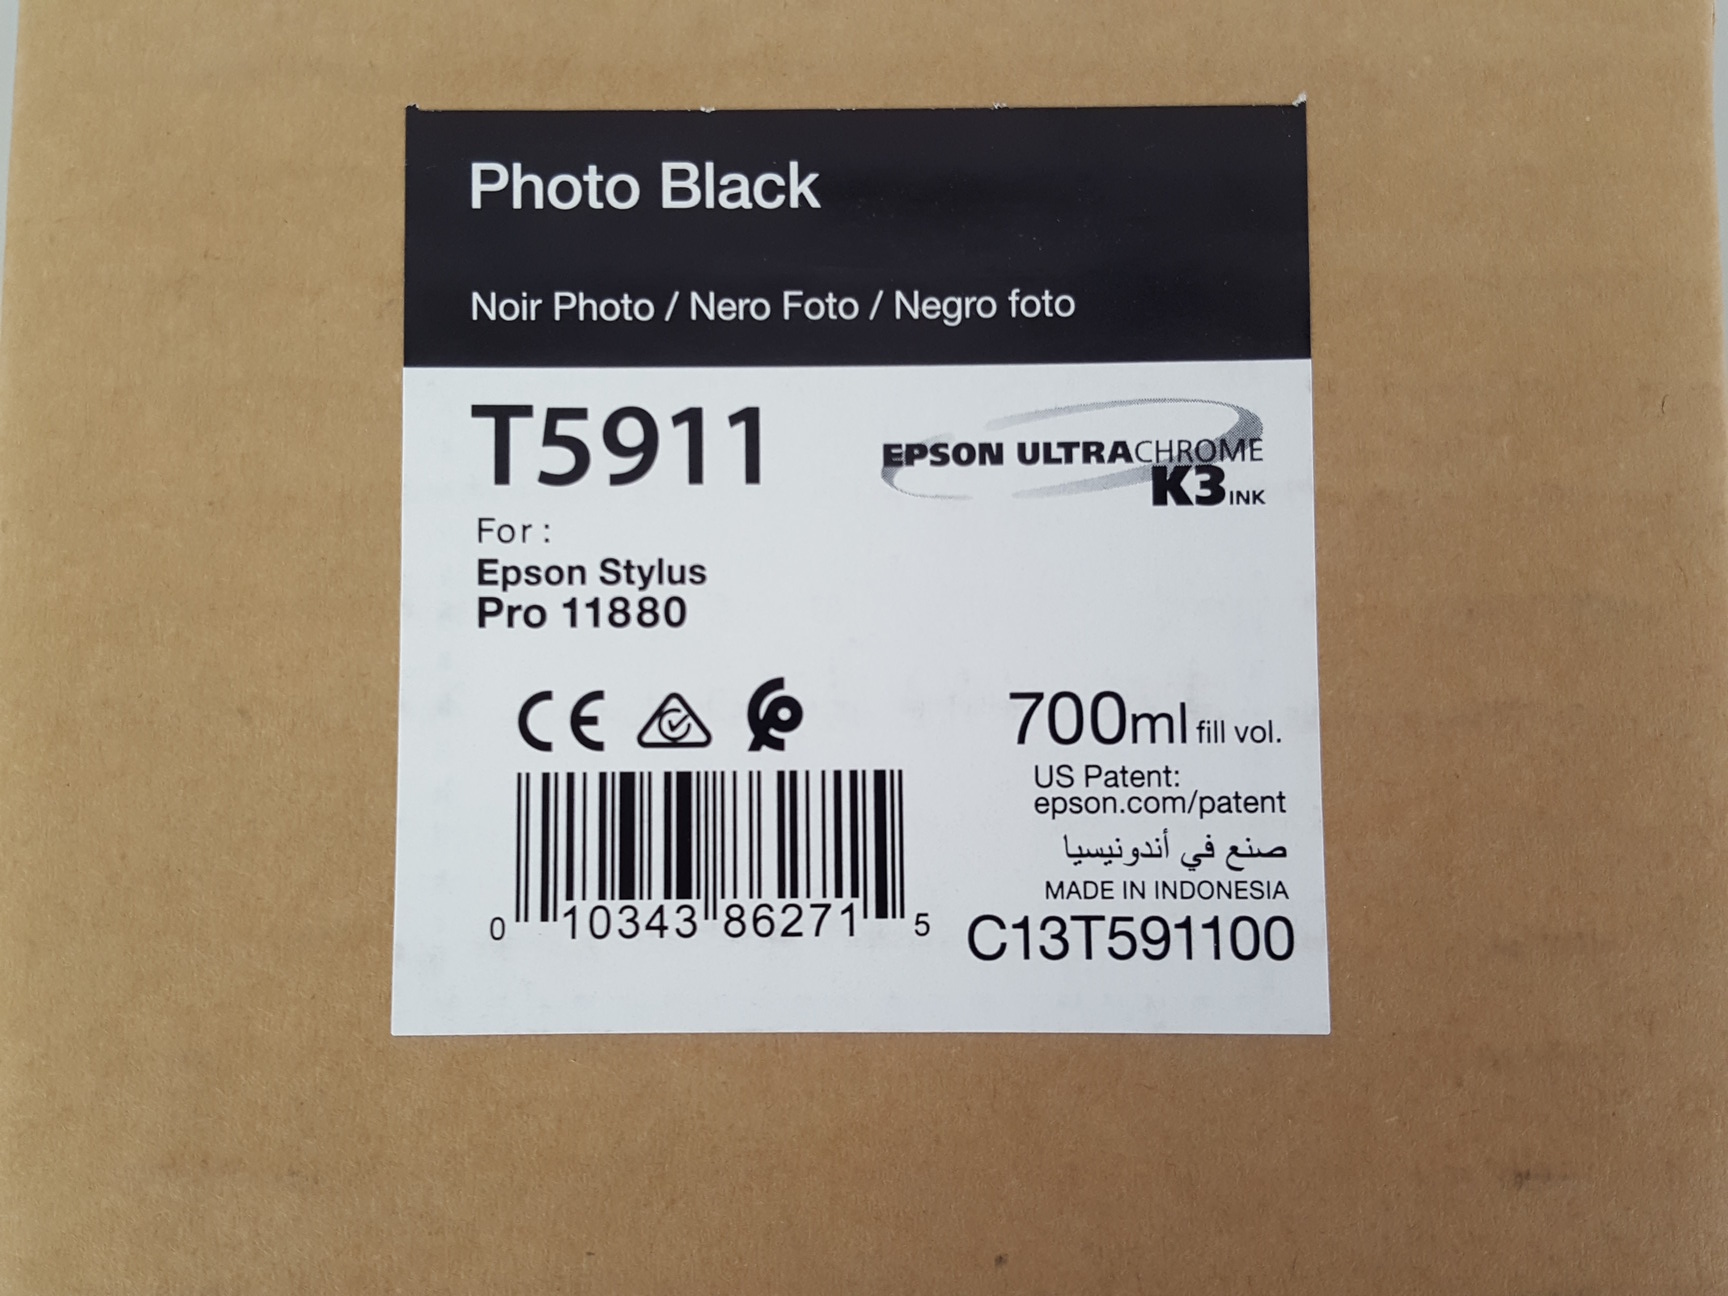 Photo Black
Noir Photo / Nero Foto / Negro foto
T5911
EPSON ULTRACHROME
K3 INK
For :
Epson Stylus
Pro 11880
CE
700ml fill vol.
US Patent:
epson.com/patent
صنع في أندونيسيا
MADE IN INDONESIA
C13T591100
0 10343 86271 5